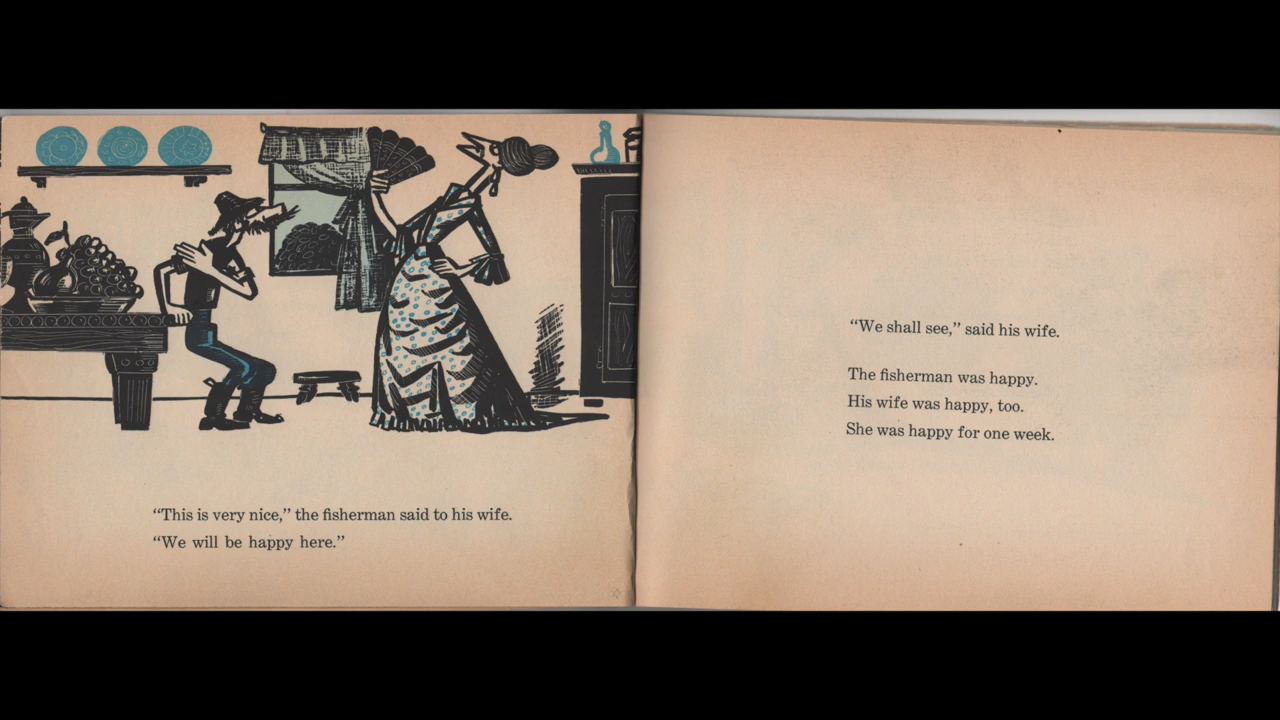 “This is very nice,” the fisherman said to his wife.
“We will be happy here.”
“We shall see,” said his wife.
The fisherman was happy.
His wife was happy, too.
She was happy for one week.